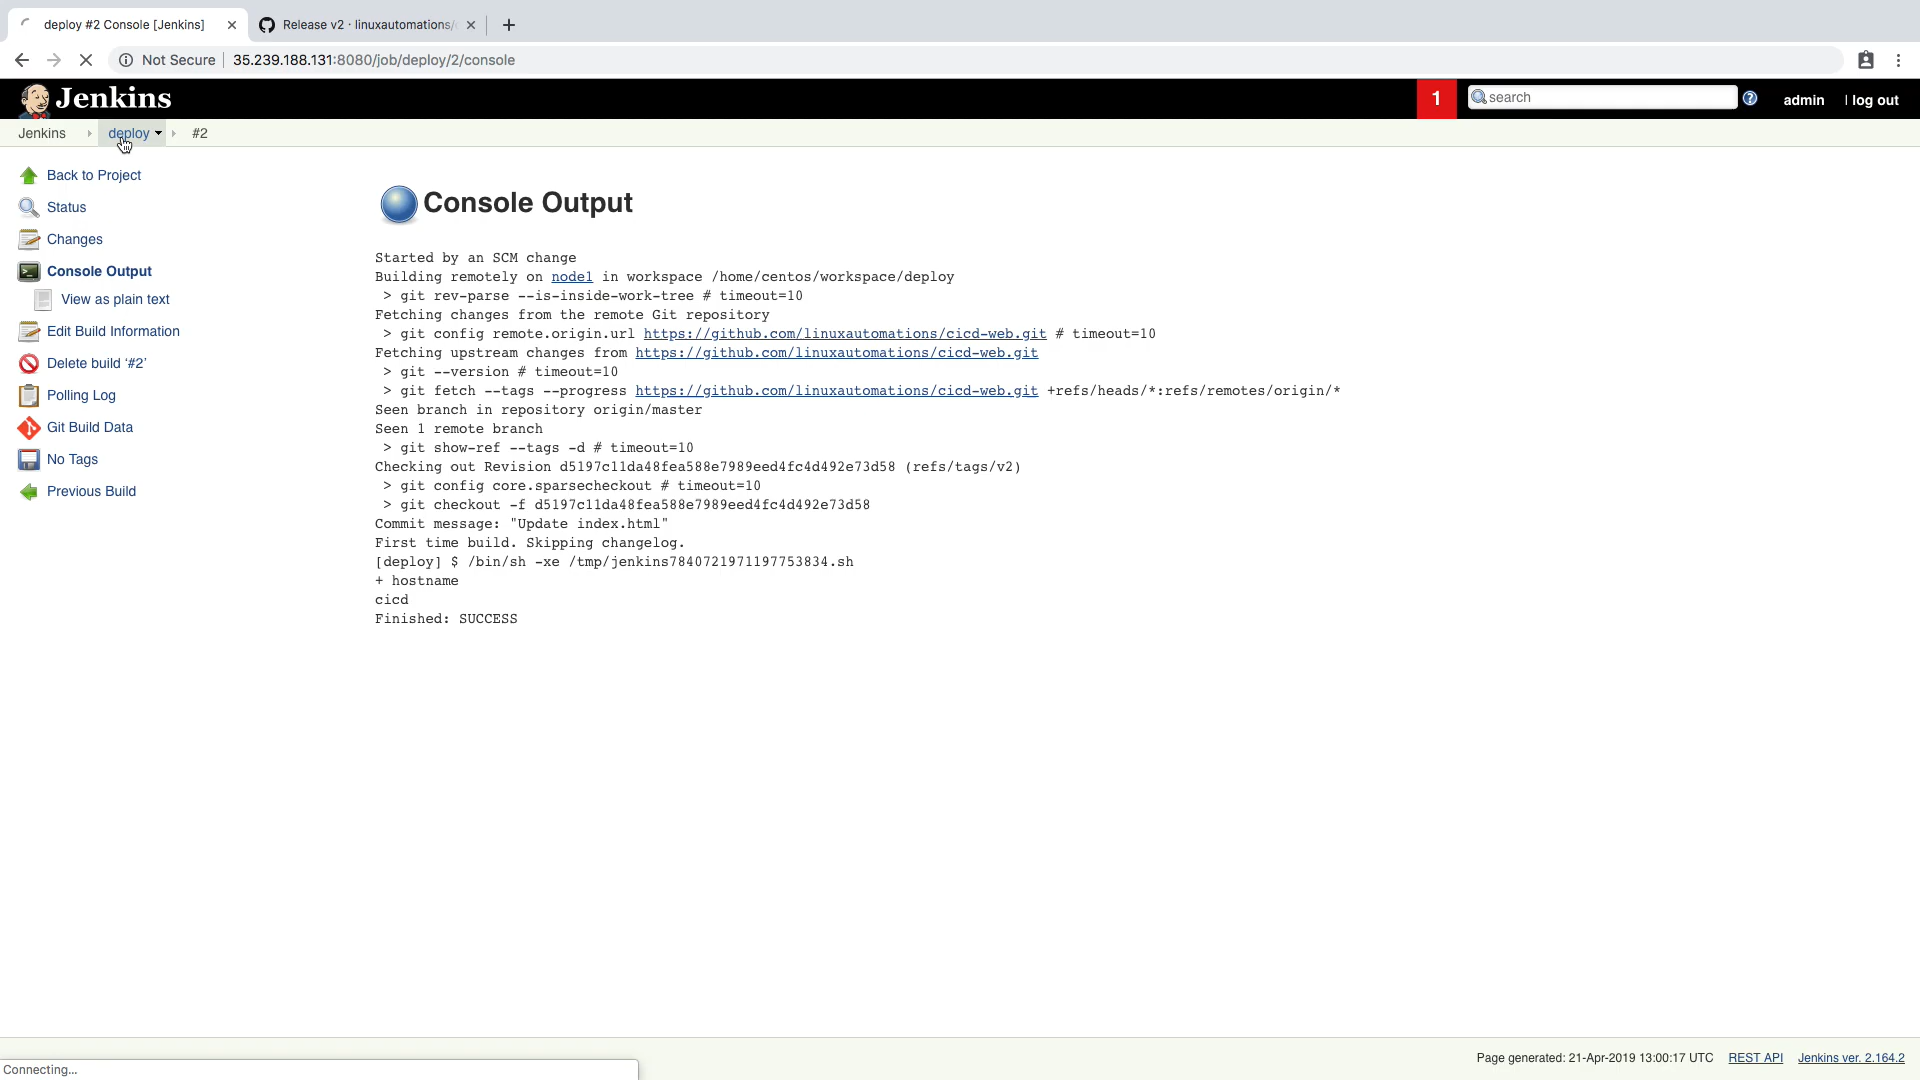 deploy #2 Console [Jenkins]
Release v2 · linuxautomations/
Not Secure
35.239.188.131:8080/job/deploy/2/console
Jenkins
1
search
admin
| log out
Jenkins
deploy
#2
Back to Project
Status
Changes
Console Output
View as plain text
Edit Build Information
Delete build ‘#2’
Polling Log
Git Build Data
No Tags
Previous Build
Console Output
Started by an SCM change
Building remotely on node1 in workspace /home/centos/workspace/deploy
> git rev-parse --is-inside-work-tree # timeout=10
Fetching changes from the remote Git repository
> git config remote.origin.url https://github.com/linuxautomations/cicd-web.git # timeout=10
Fetching upstream changes from https://github.com/linuxautomations/cicd-web.git
> git --version # timeout=10
> git fetch --tags --progress https://github.com/linuxautomations/cicd-web.git +refs/heads/*:refs/remotes/origin/*
Seen branch in repository origin/master
Seen 1 remote branch
> git show-ref --tags -d # timeout=10
Checking out Revision d5197c11da48fea588e7989eed4fc4d492e73d58 (refs/tags/v2)
> git config core.sparsecheckout # timeout=10
> git checkout -f d5197c11da48fea588e7989eed4fc4d492e73d58
Commit message: "Update index.html"
First time build. Skipping changelog.
[deploy] $ /bin/sh -xe /tmp/jenkins7840721971197753834.sh
+ hostname
cicd
Finished: SUCCESS
Page generated: 21-Apr-2019 13:00:17 UTC
REST API
Jenkins ver. 2.164.2
Connecting...